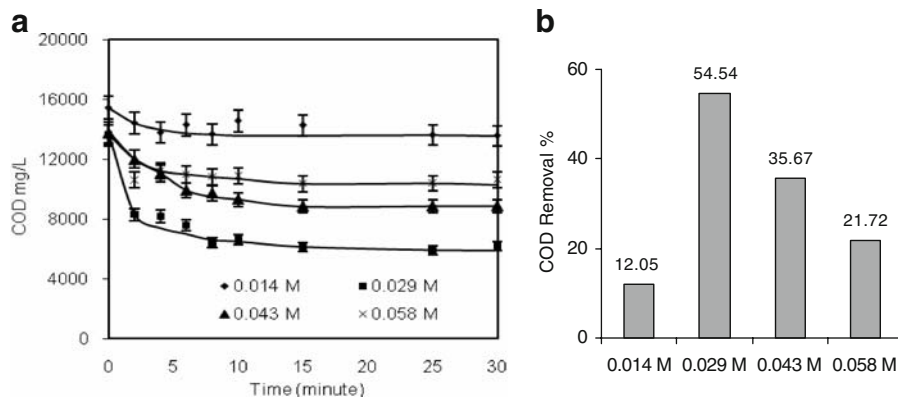 a
20000
16000
12000
8000
4000
0
COD mg/L
0.014 M
0.029 M
0.043 M
0.058 M
0 5 10 15 20 25 30
Time (minute)
b
60
40
20
0
COD Removal %
12.05
54.54
35.67
21.72
0.014 M 0.029 M 0.043 M 0.058 M